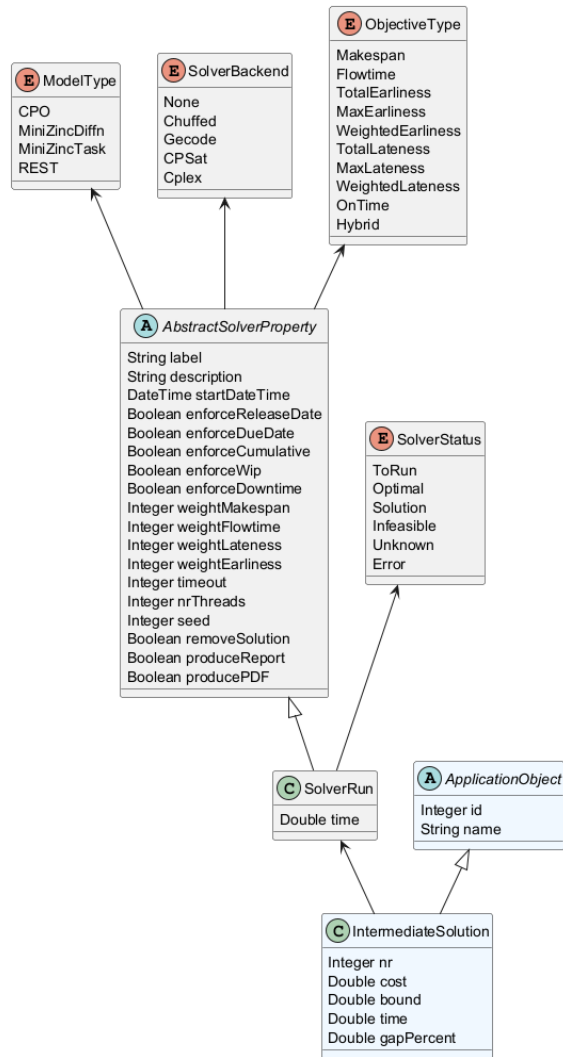 E ObjectiveType
Makespan
Flowtime
TotalEarliness
MaxEarliness
WeightedEarliness
TotalLateness
MaxLateness
WeightedLateness
OnTime
Hybrid
E SolverBackend
None
Chuffed
Gecode
CPSat
Cplex
E ModelType
CPO
MiniZincDiffn
MiniZincTask
REST
A AbstractSolverProperty
String label
String description
DateTime startDateTime
Boolean enforceReleaseDate
Boolean enforceDueDate
Boolean enforceCumulative
Boolean enforceWip
Boolean enforceDowntime
Integer weightMakespan
Integer weightFlowtime
Integer weightLateness
Integer weightEarliness
Integer timeout
Integer nrThreads
Integer seed
Boolean removeSolution
Boolean produceReport
Boolean producePDF
E SolverStatus
ToRun
Optimal
Solution
Infeasible
Unknown
Error
C SolverRun
Double time
A ApplicationObject
Integer id
String name
C IntermediateSolution
Integer nr
Double cost
Double bound
Double time
Double gapPercent